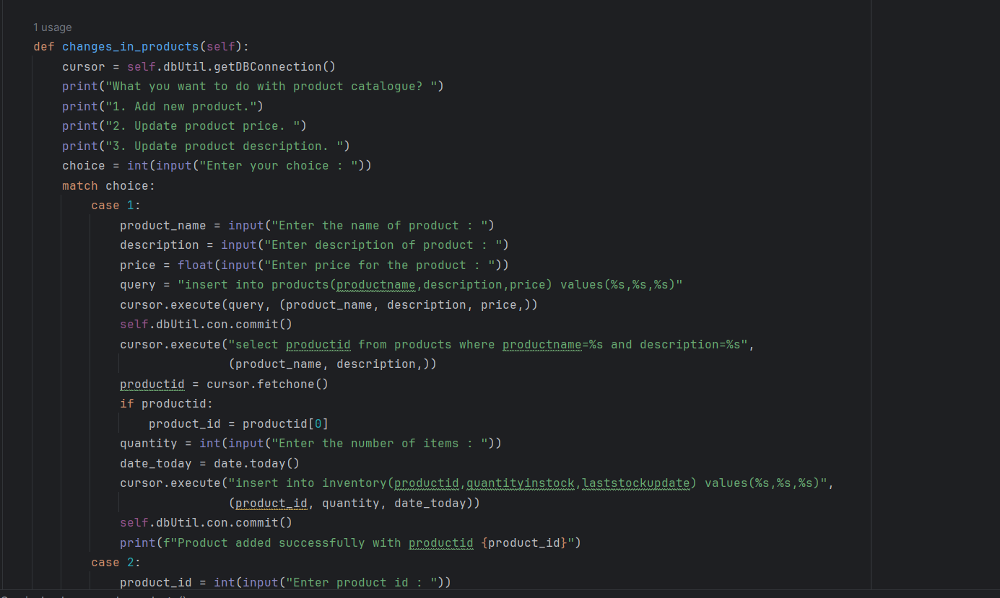 1 usage
def changes_in_products(self):
cursor = self.dbUtil.getDBConnection()
print("What you want to do with product catalogue? ")
print("1. Add new product.")
print("2. Update product price. ")
print("3. Update product description. ")
choice = int(input("Enter your choice : "))
match choice:
case 1:
product_name = input("Enter the name of product : ")
description = input("Enter description of product : ")
price = float(input("Enter price for the product : "))
query = "insert into products(productname,description,price) values(%s,%s,%s)"
cursor.execute(query, (product_name, description, price,))
self.dbUtil.con.commit()
cursor.execute("select productid from products where productname=%s and description=%s",
(product_name, description,))
productid = cursor.fetchone()
if productid:
product_id = productid[0]
quantity = int(input("Enter the number of items : "))
date_today = date.today()
cursor.execute("insert into inventory(productid,quantityinstock,laststockupdate) values(%s,%s,%s)",
(product_id, quantity, date_today))
self.dbUtil.con.commit()
print(f"Product added successfully with productid {product_id}")
case 2:
product_id = int(input("Enter product id : "))